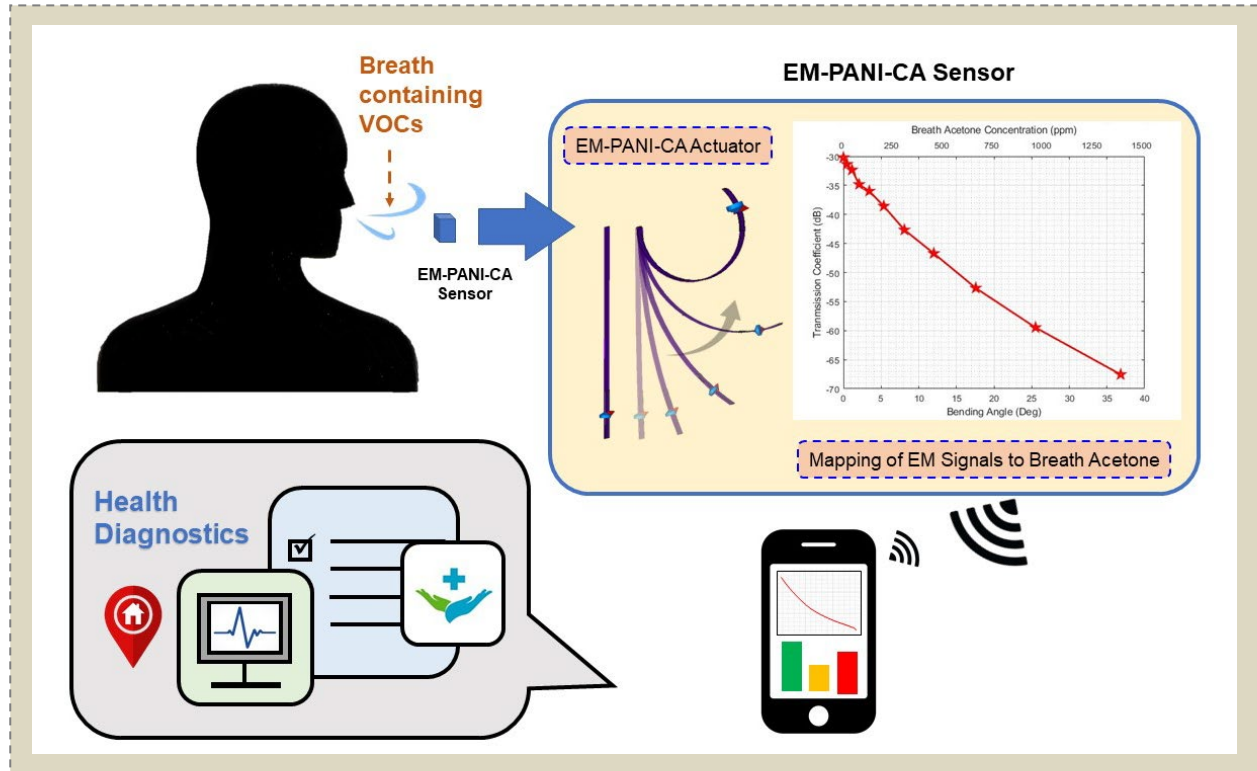 Breath
containing
VOCs
EM-PANI-CA
Sensor
EM-PANI-CA Sensor
EM-PANI-CA Actuator
Breath Acetone Concentration (ppm)
0 250 500 750 1000 1250 1500
Tranmsission Coefficient (dB)
-30
-35
-40
-45
-50
-55
-60
-65
-70
0 5 10 15 20 25 30 35 40
Bending Angle (Deg)
Mapping of EM Signals to Breath Acetone
Health
Diagnostics